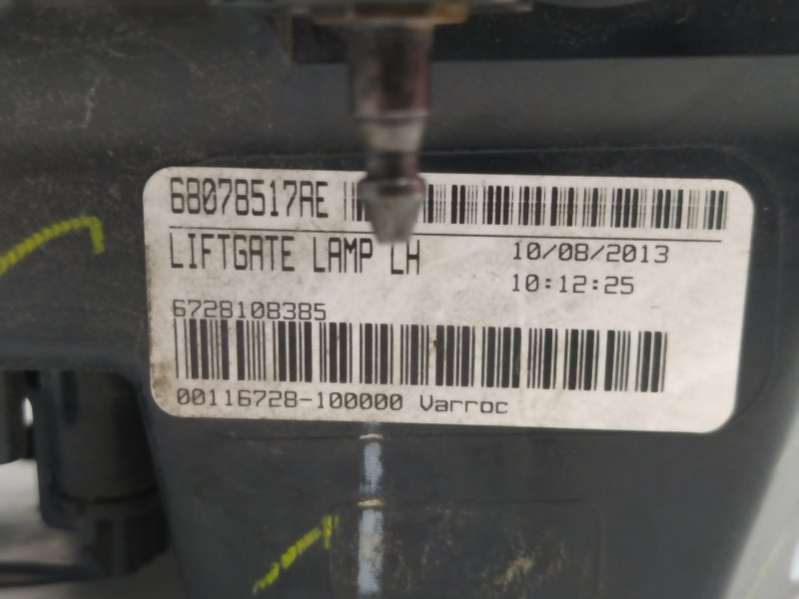 68078517AE
LIFTGATE LAMP LH 10/08/2013
10:12:25
6728108385
00116728-100000 Varroc